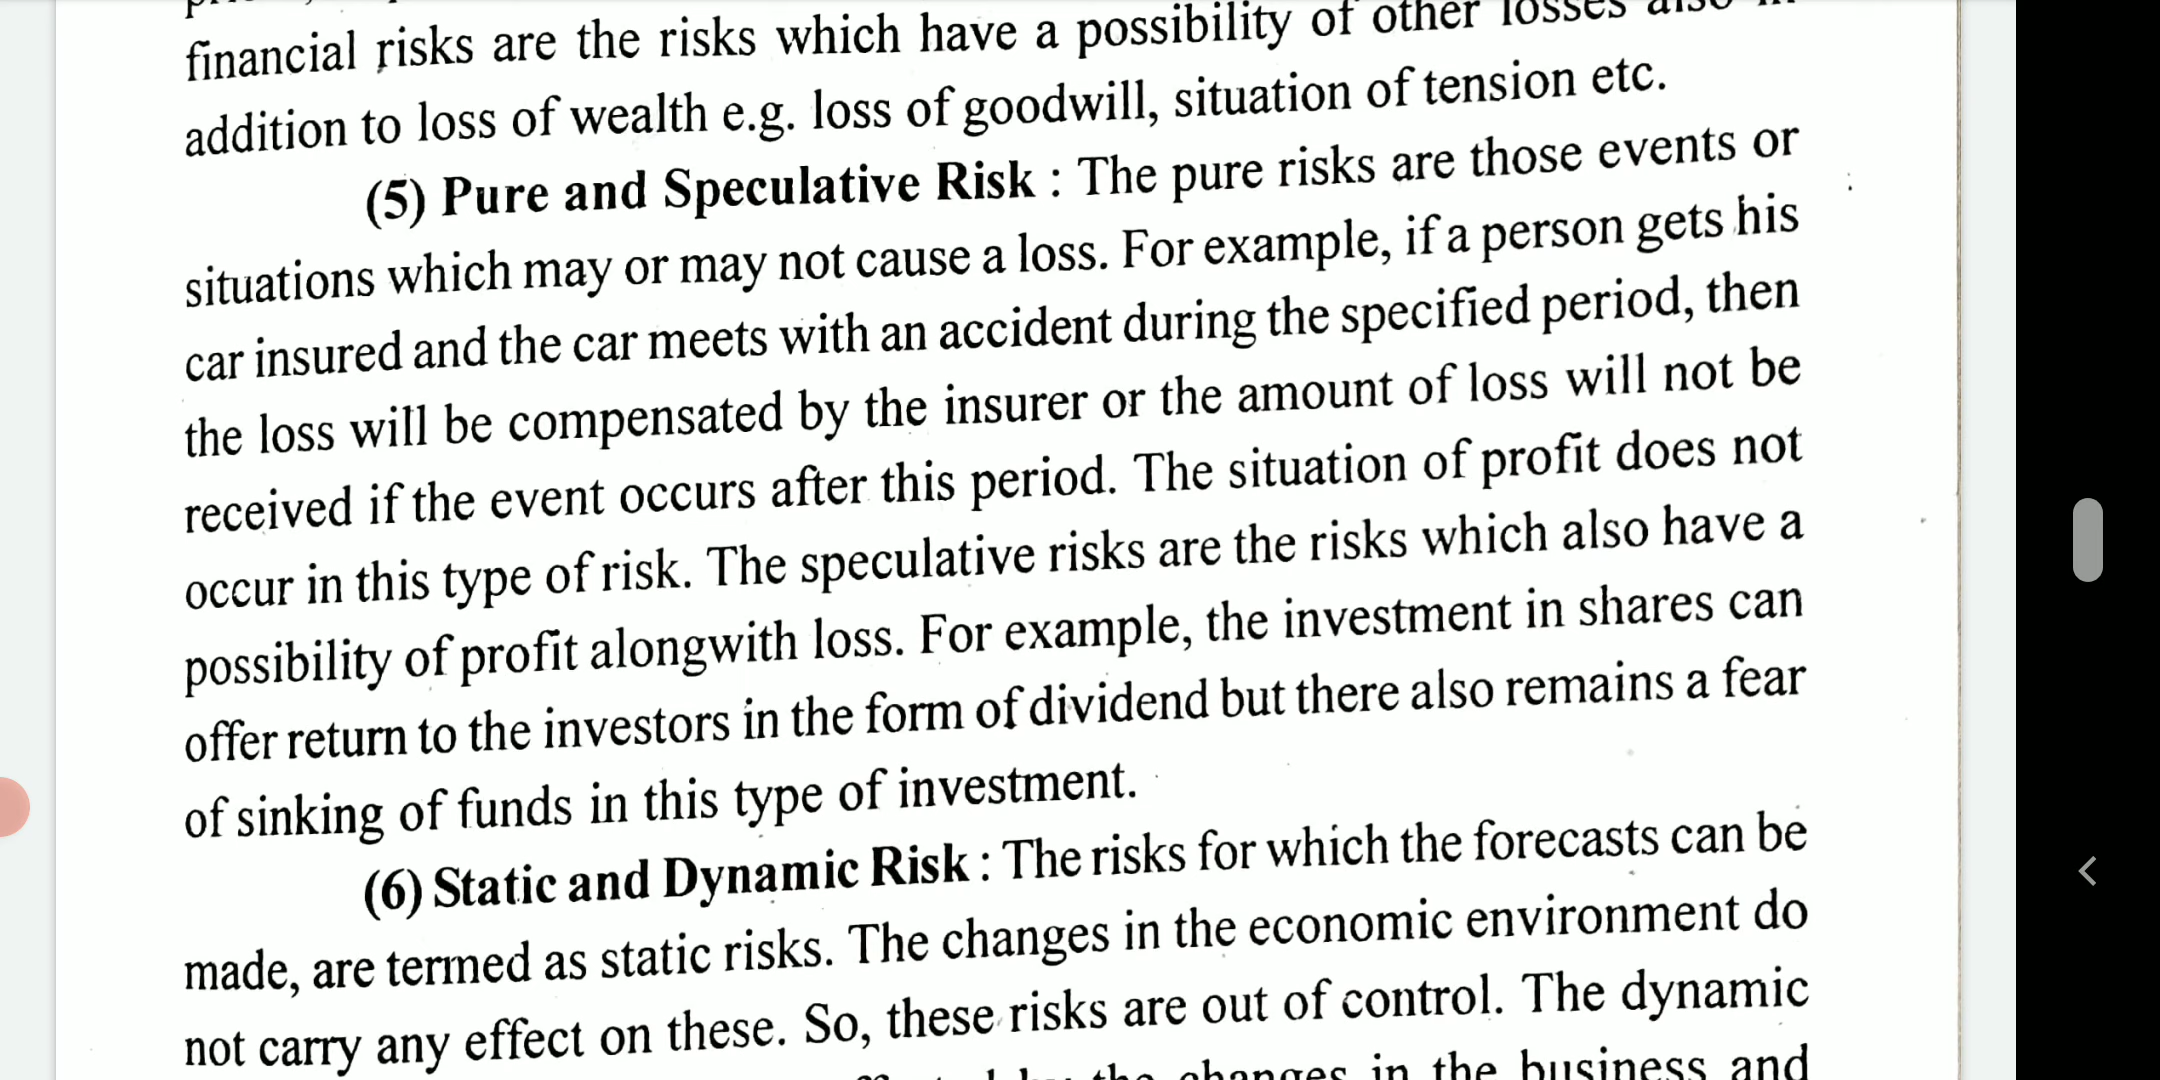 financial risks are the risks which have a possibility of other losses also in
addition to loss of wealth e.g. loss of goodwill, situation of tension etc.
(5) Pure and Speculative Risk : The pure risks are those events or
situations which may or may not cause a loss. For example, if a person gets his
car insured and the car meets with an accident during the specified period, then
the loss will be compensated by the insurer or the amount of loss will not be
received if the event occurs after this period. The situation of profit does not
occur in this type of risk. The speculative risks are the risks which also have a
possibility of profit alongwith loss. For example, the investment in shares can
offer return to the investors in the form of dividend but there also remains a fear
of sinking of funds in this type of investment.
(6) Static and Dynamic Risk : The risks for which the forecasts can be
made, are termed as static risks. The changes in the economic environment do
not carry any effect on these. So, these risks are out of control. The dynamic
by the changes in the business and